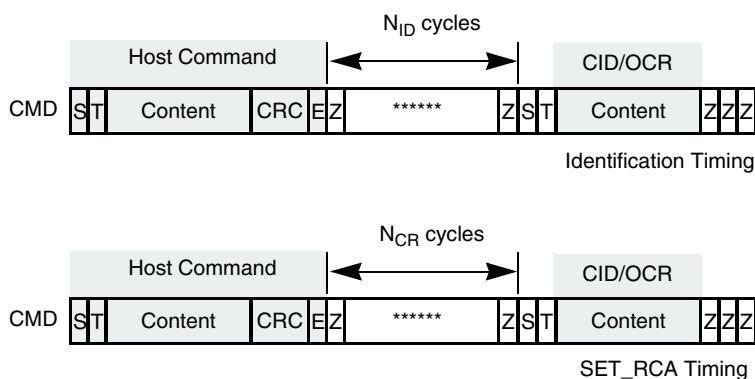 N_ID cycles
Host Command CID/OCR
CMD S T Content CRC E Z ****** Z S T Content Z Z Z
Identification Timing
N_CR cycles
Host Command CID/OCR
CMD S T Content CRC E Z ****** Z S T Content Z Z Z
SET_RCA Timing